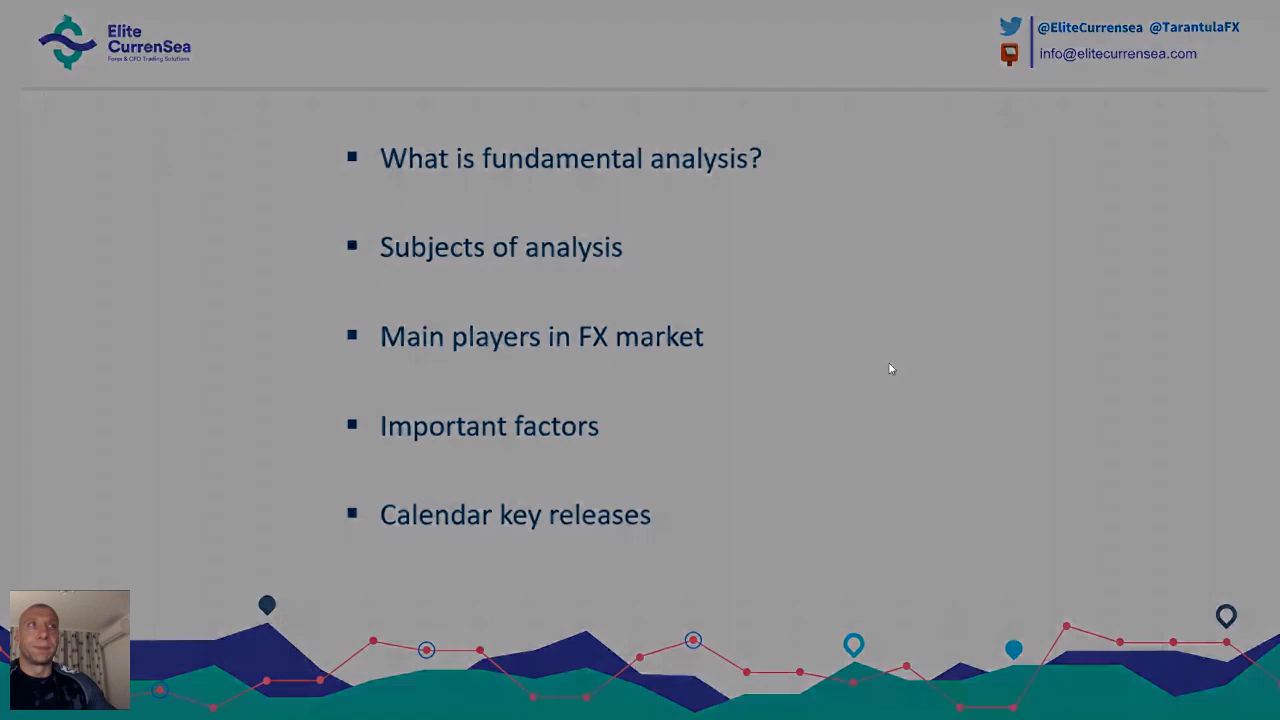 Elite
CurrenSea
Forex & CFD Trading Solutions
@EliteCurrensea @TarantulaFX
info@elitecurrensea.com
What is fundamental analysis?
Subjects of analysis
Main players in FX market
Important factors
Calendar key releases